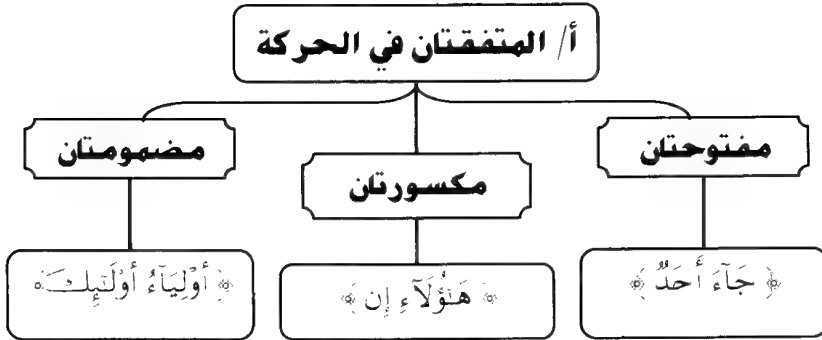 أ/ المتفقتان في الحركة
مفتوحتان
مكسورتان
مضمومتان
﴿ جَآءَ أَحَدٌ ﴾
﴿ هَٰٓؤُلَآءِ إِن ﴾
﴿ أَوْلِيَآءُ أُوْلَٰٓئِكَ ﴾